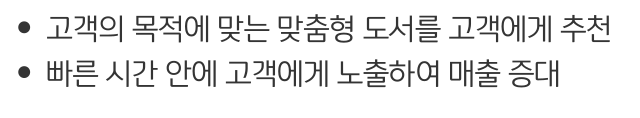 • 고객의 목적에 맞는 맞춤형 도서를 고객에게 추천
• 빠른 시간 안에 고객에게 노출하여 매출 증대